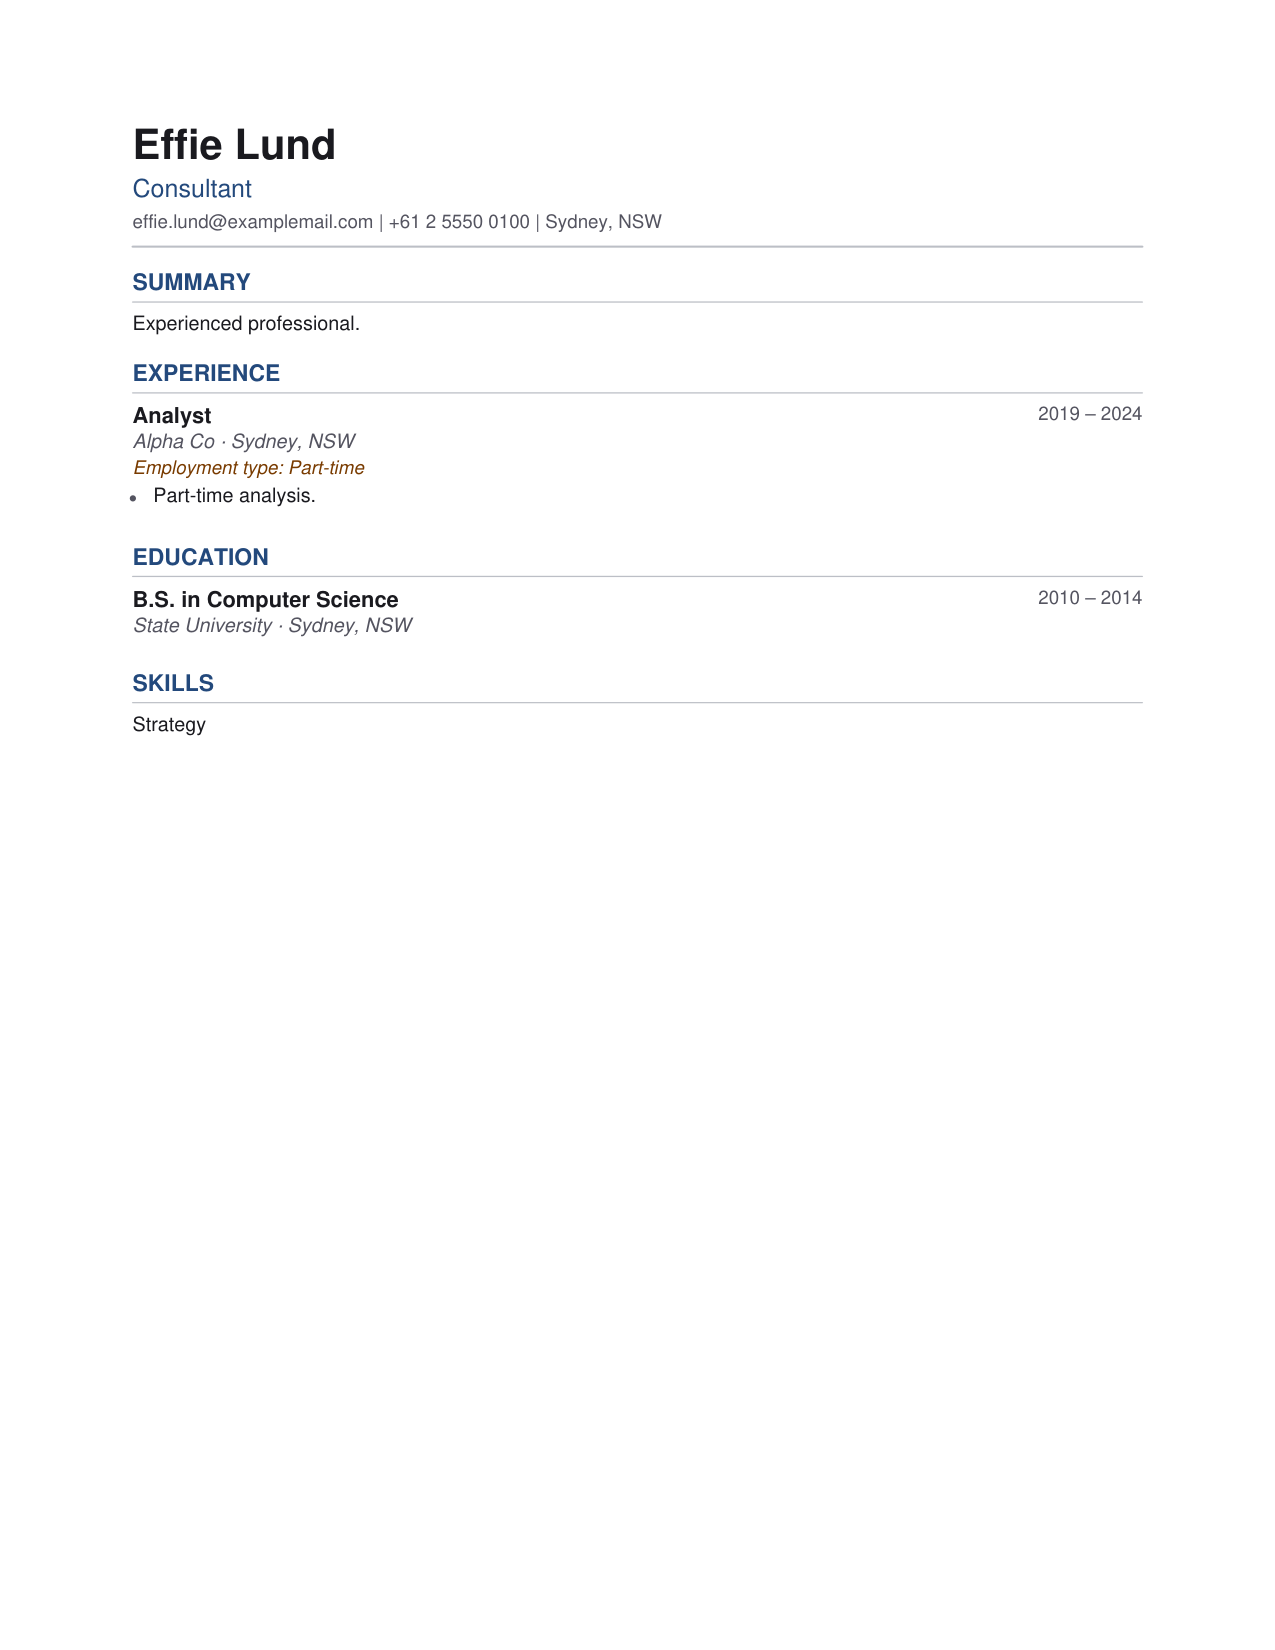 Effie Lund
Consultant
effie.lund@examplemail.com | +61 2 5550 0100 | Sydney, NSW
SUMMARY
Experienced professional.
EXPERIENCE
Analyst 2019 – 2024
Alpha Co · Sydney, NSW
Employment type: Part-time
• Part-time analysis.
EDUCATION
B.S. in Computer Science 2010 – 2014
State University · Sydney, NSW
SKILLS
Strategy